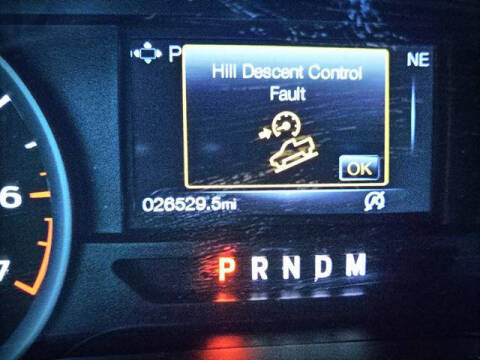 P
NE
Hill Descent Control
Fault
OK
026529.5mi
6
7
P R N D M